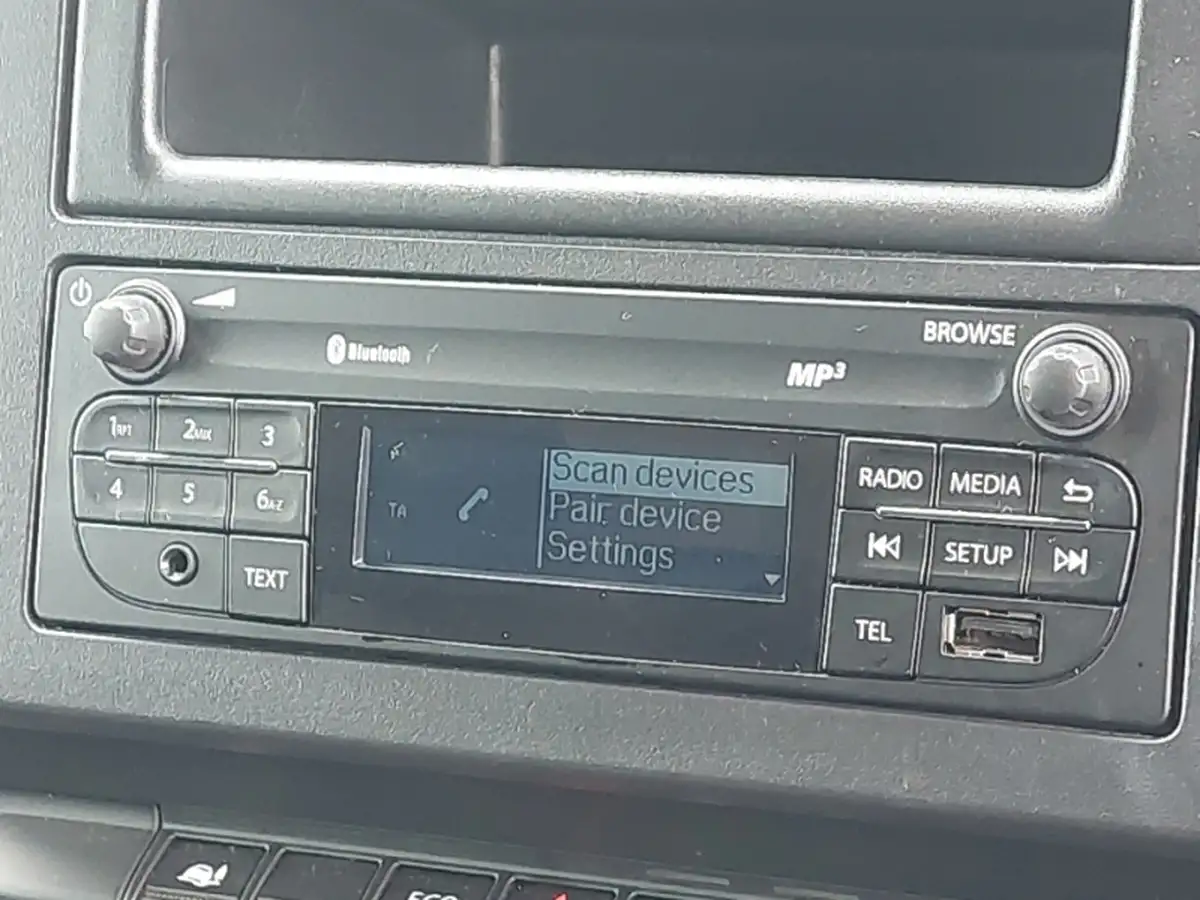 Bluetooth
MP3
BROWSE
1RPT
2MIX
3
4
5
6A-Z
TEXT
TA
Scan devices
Pair device
Settings
RADIO
MEDIA
SETUP
TEL
ECO